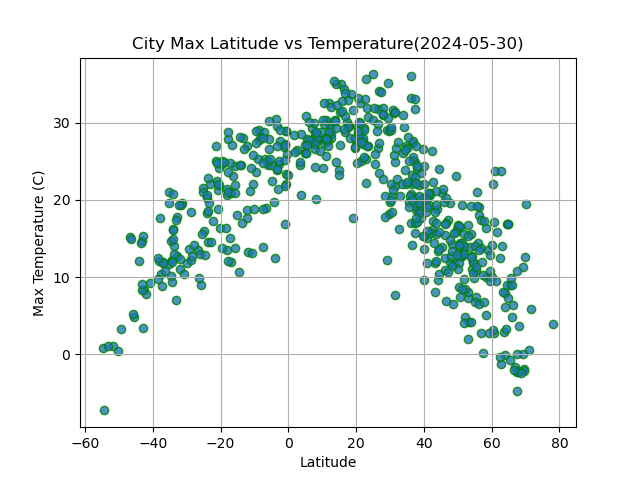 City Max Latitude vs Temperature(2024-05-30)
Max Temperature (C)
30
20
10
0
−60 −40 −20 0 20 40 60 80
Latitude